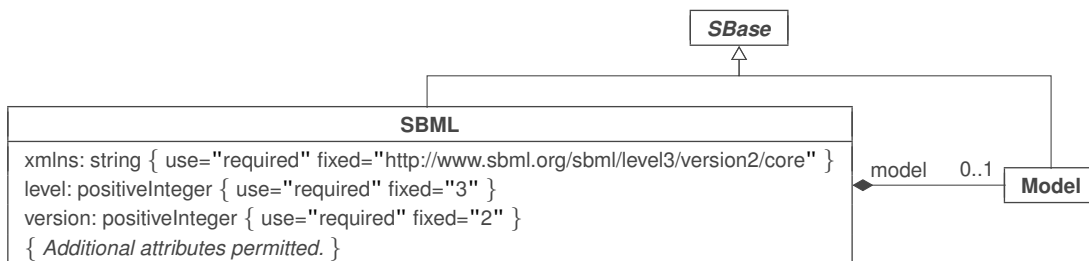 SBase
SBML
xmlns: string { use="required" fixed="http://www.sbml.org/sbml/level3/version2/core" }
level: positiveInteger { use="required" fixed="3" }
version: positiveInteger { use="required" fixed="2" }
{ Additional attributes permitted. }
model 0..1
Model